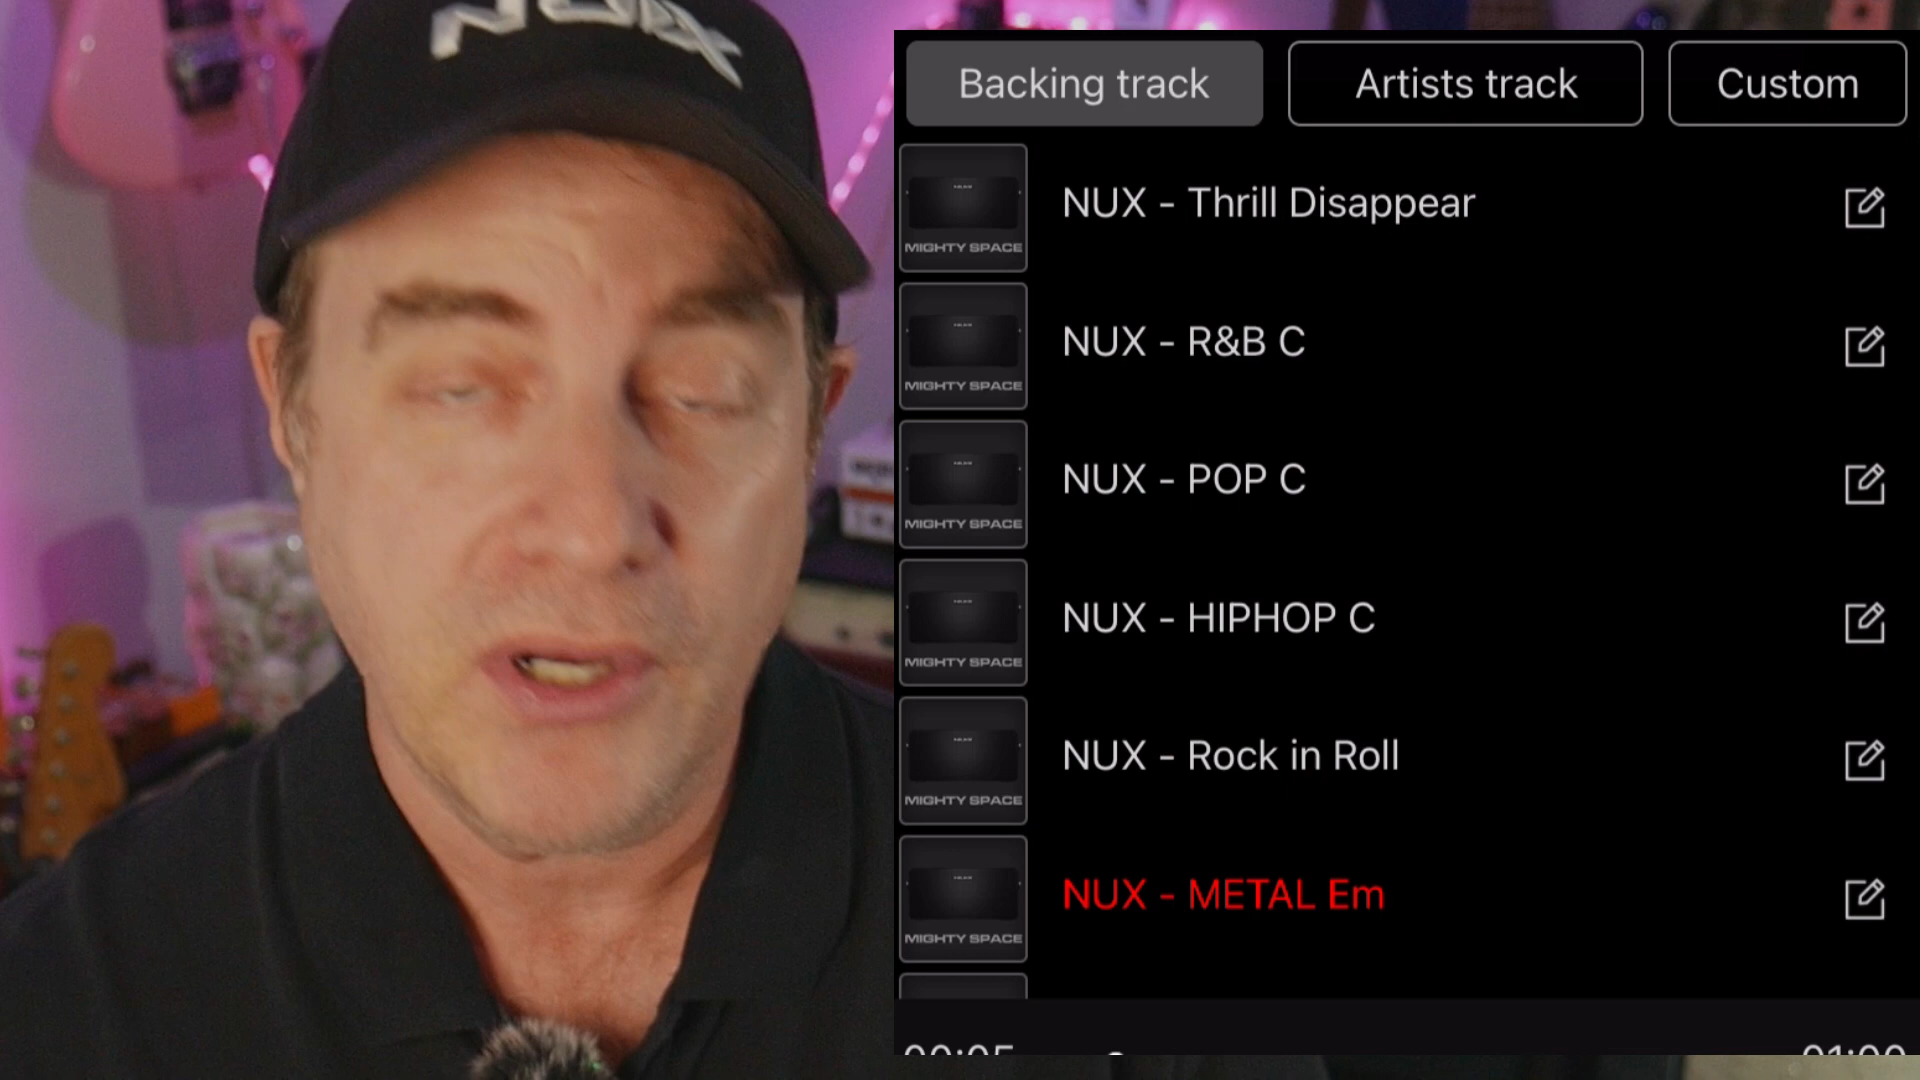 NUX
Backing track
Artists track
Custom
MIGHTY SPACE
NUX - Thrill Disappear
MIGHTY SPACE
NUX - R&B C
MIGHTY SPACE
NUX - POP C
MIGHTY SPACE
NUX - HIPHOP C
MIGHTY SPACE
NUX - Rock in Roll
MIGHTY SPACE
NUX - METAL Em